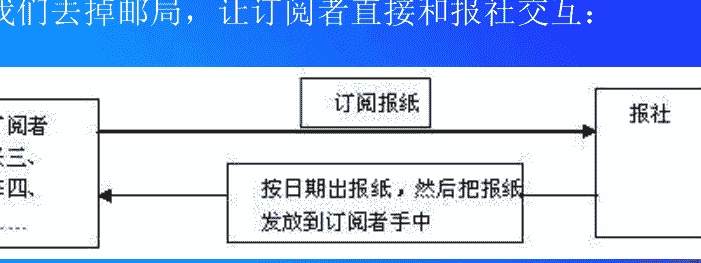 我们去掉邮局，让订阅者直接和报社交互：
订阅报纸
报社
订阅者
张三、
李四、
……
按日期出报纸，然后把报纸
发放到订阅者手中